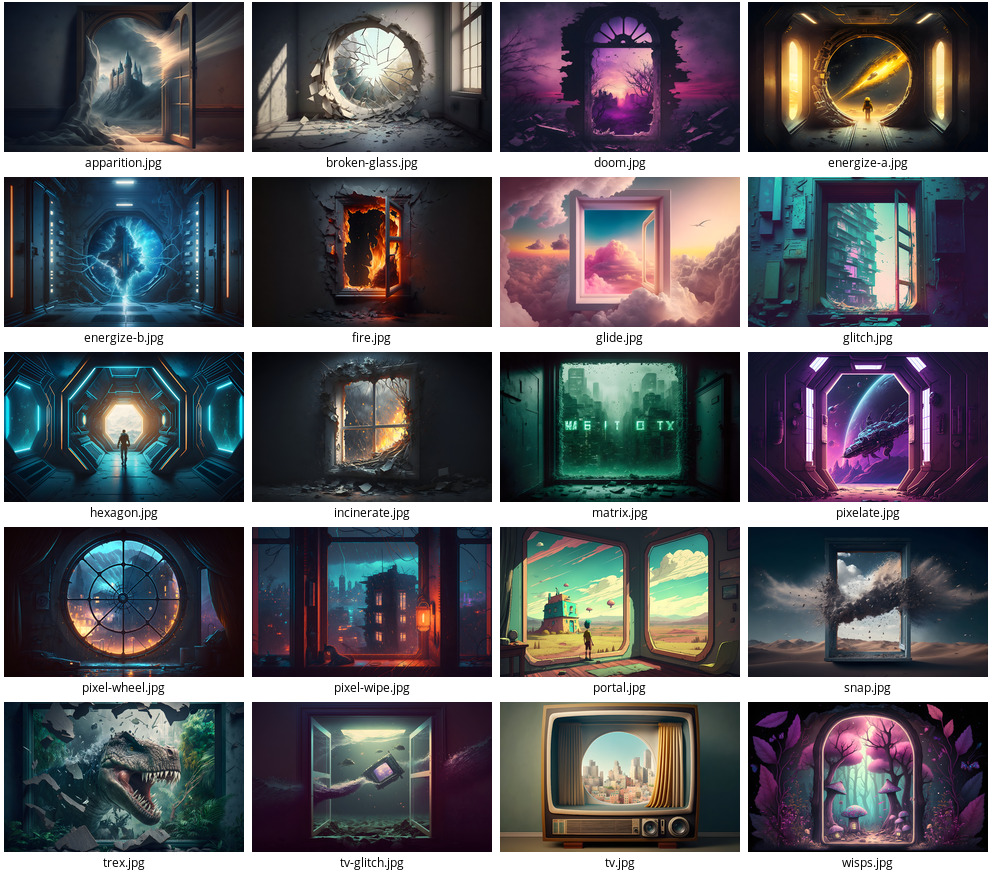 apparition.jpg
broken-glass.jpg
doom.jpg
energize-a.jpg
energize-b.jpg
fire.jpg
glide.jpg
glitch.jpg
hexagon.jpg
incinerate.jpg
matrix.jpg
pixelate.jpg
pixel-wheel.jpg
pixel-wipe.jpg
portal.jpg
snap.jpg
trex.jpg
tv-glitch.jpg
tv.jpg
wisps.jpg